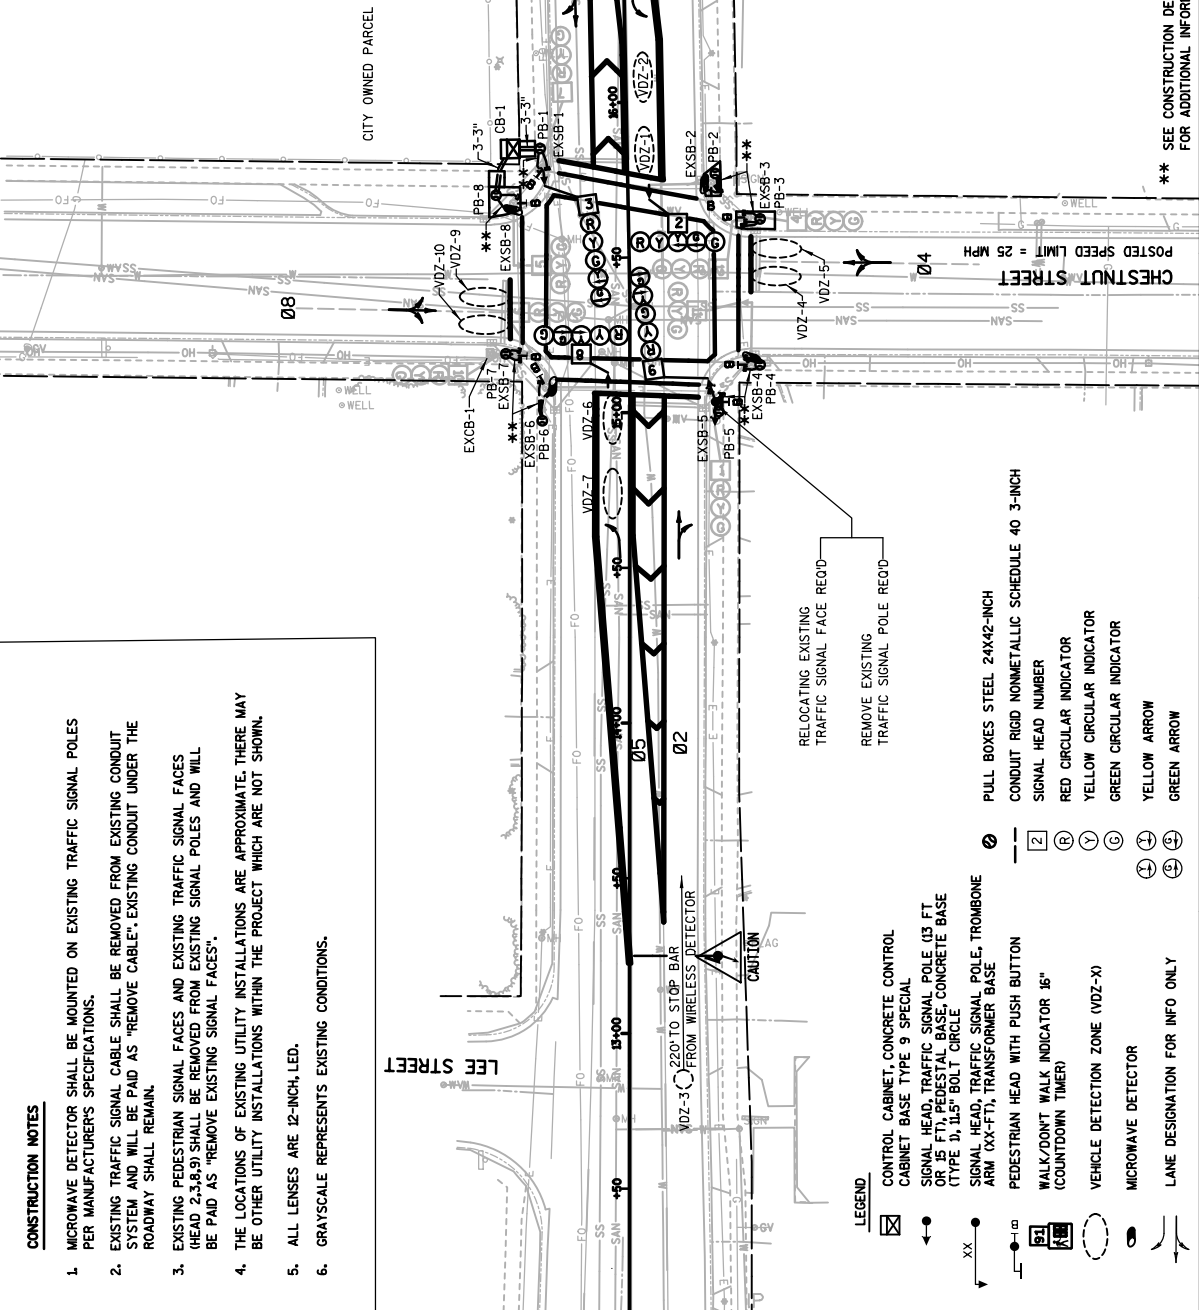 CONSTRUCTION NOTES
1. MICROWAVE DETECTOR SHALL BE MOUNTED ON EXISTING TRAFFIC SIGNAL POLES
PER MANUFACTURER'S SPECIFICATIONS.
2. EXISTING TRAFFIC SIGNAL CABLE SHALL BE REMOVED FROM EXISTING CONDUIT
SYSTEM AND WILL BE PAID AS "REMOVE CABLE". EXISTING CONDUIT UNDER THE
ROADWAY SHALL REMAIN.
3. EXISTING PEDESTRIAN SIGNAL FACES AND EXISTING TRAFFIC SIGNAL FACES
(HEAD 2,3,8,9) SHALL BE REMOVED FROM EXISTING SIGNAL POLES AND WILL
BE PAID AS "REMOVE EXISTING SIGNAL FACES".
4. THE LOCATIONS OF EXISTING UTILITY INSTALLATIONS ARE APPROXIMATE. THERE MAY
BE OTHER UTILITY INSTALLATIONS WITHIN THE PROJECT WHICH ARE NOT SHOWN.
5. ALL LENSES ARE 12-INCH, LED.
6. GRAYSCALE REPRESENTS EXISTING CONDITIONS.
CITY OWNED PARCEL
LEE STREET
CHESTNUT STREET
POSTED SPEED LIMIT = 25 MPH
Ø8
Ø4
Ø5
Ø2
EXCB-1
CB-1
3-3"
3-3"
PB-8
PB-1
EXSB-1
EXSB-8
VDZ-10
VDZ-9
VDZ-1
VDZ-2
EXSB-2
PB-2
EXSB-3
PB-3
VDZ-5
VDZ-4
PB-7
EXSB-7
EXSB-6
PB-6
VDZ-6
VDZ-7
EXSB-5
PB-5
EXSB-4
PB-4
WELL
WELL
WELL
16+00
+50
15+00
+50
14+00
+50
13+00
+50
RELOCATING EXISTING
TRAFFIC SIGNAL FACE REQ'D
REMOVE EXISTING
TRAFFIC SIGNAL POLE REQ'D
VDZ-3
220' TO STOP BAR
FROM WIRELESS DETECTOR
CAUTION
LEGEND
CONTROL CABINET, CONCRETE CONTROL
CABINET BASE TYPE 9 SPECIAL
SIGNAL HEAD, TRAFFIC SIGNAL POLE (13 FT
OR 15 FT), PEDESTAL BASE, CONCRETE BASE
(TYPE 1), 11.5" BOLT CIRCLE
XX
SIGNAL HEAD, TRAFFIC SIGNAL POLE, TROMBONE
ARM (XX-FT), TRANSFORMER BASE
PEDESTRIAN HEAD WITH PUSH BUTTON
91
WALK/DON'T WALK INDICATOR 16"
(COUNTDOWN TIMER)
VEHICLE DETECTION ZONE (VDZ-X)
MICROWAVE DETECTOR
LANE DESIGNATION FOR INFO ONLY
PULL BOXES STEEL 24X42-INCH
CONDUIT RIGID NONMETALLIC SCHEDULE 40 3-INCH
2 SIGNAL HEAD NUMBER
R RED CIRCULAR INDICATOR
Y YELLOW CIRCULAR INDICATOR
G GREEN CIRCULAR INDICATOR
Y Y YELLOW ARROW
G G GREEN ARROW
** SEE CONSTRUCTION DE
FOR ADDITIONAL INFOR